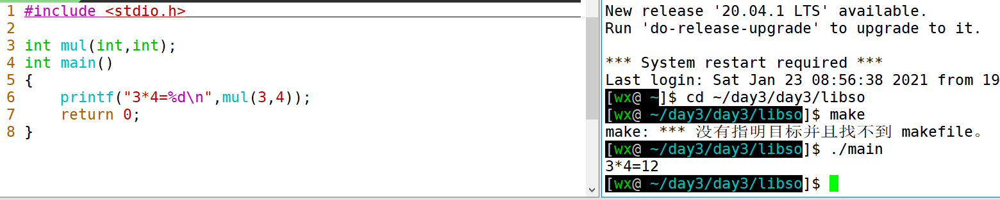 1 #include <stdio.h>
2
3 int mul(int,int);
4 int main()
5 {
6     printf("3*4=%d\n",mul(3,4));
7     return 0;
8 }
New release '20.04.1 LTS' available.
Run 'do-release-upgrade' to upgrade to it.
*** System restart required ***
Last login: Sat Jan 23 08:56:38 2021 from 19
[wx@ ~]$ cd ~/day3/day3/libso
[wx@ ~/day3/day3/libso]$ make
make: *** 没有指明目标并且找不到 makefile。
[wx@ ~/day3/day3/libso]$ ./main
3*4=12
[wx@ ~/day3/day3/libso]$